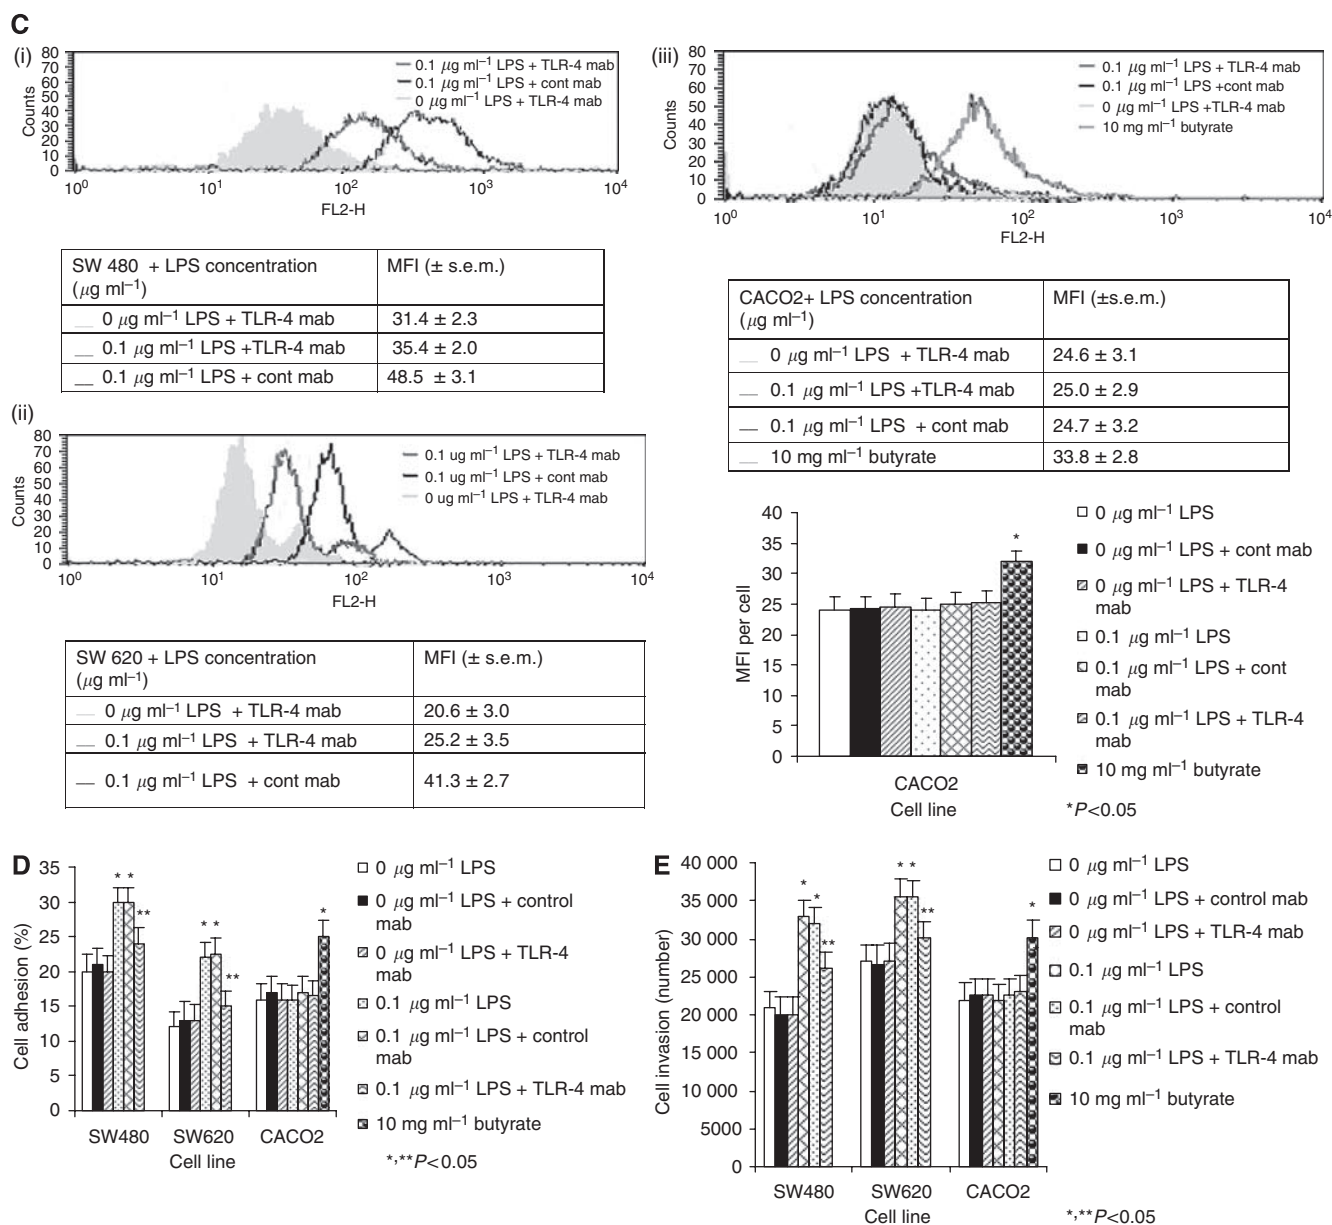 C
(i)
80
70
60
50
40
30
20
10
0
Counts
0.1 μg ml–1 LPS + TLR-4 mab
0.1 μg ml–1 LPS + cont mab
0 μg ml–1 LPS + TLR-4 mab
100 101 102 103 104
FL2-H
SW 480 + LPS concentration (μg ml–1) MFI (± s.e.m.)
0 μg ml–1 LPS + TLR-4 mab 31.4 ± 2.3
0.1 μg ml–1 LPS +TLR-4 mab 35.4 ± 2.0
0.1 μg ml–1 LPS + cont mab 48.5 ± 3.1
(ii)
80
70
60
50
40
30
20
10
0
Counts
0.1 ug ml–1 LPS + TLR-4 mab
0.1 ug ml–1 LPS + cont mab
0 ug ml–1 LPS + TLR-4 mab
100 101 102 103 104
FL2-H
SW 620 + LPS concentration (μg ml–1) MFI (± s.e.m.)
0 μg ml–1 LPS + TLR-4 mab 20.6 ± 3.0
0.1 μg ml–1 LPS + TLR-4 mab 25.2 ± 3.5
0.1 μg ml–1 LPS + cont mab 41.3 ± 2.7
(iii)
80
70
60
50
40
30
20
10
0
Counts
0.1 μg ml–1 LPS + TLR-4 mab
0.1 μg ml–1 LPS +cont mab
0 μg ml–1 LPS +TLR-4 mab
10 mg ml–1 butyrate
100 101 102 103 104
FL2-H
CACO2+ LPS concentration (μg ml–1) MFI (±s.e.m.)
0 μg ml–1 LPS + TLR-4 mab 24.6 ± 3.1
0.1 μg ml–1 LPS +TLR-4 mab 25.0 ± 2.9
0.1 μg ml–1 LPS + cont mab 24.7 ± 3.2
10 mg ml–1 butyrate 33.8 ± 2.8
40
35
30
25
20
15
10
5
0
MFI per cell
*
CACO2
Cell line
0 μg ml–1 LPS
0 μg ml–1 LPS + cont mab
0 μg ml–1 LPS + TLR-4
mab
0.1 μg ml–1 LPS
0.1 μg ml–1 LPS + cont
mab
0.1 μg ml–1 LPS + TLR-4
mab
10 mg ml–1 butyrate
*P<0.05
D
35
30
25
20
15
10
5
0
Cell adhesion (%)
* * ** * * ** *
SW480 SW620 CACO2
Cell line
0 μg ml–1 LPS
0 μg ml–1 LPS + control
mab
0 μg ml–1 LPS + TLR-4
mab
0.1 μg ml–1 LPS
0.1 μg ml–1 LPS + control
mab
0.1 μg ml–1 LPS + TLR-4 mab
10 mg ml–1 butyrate
*,**P<0.05
E
40 000
35 000
30 000
25 000
20 000
15 000
10 000
5000
0
Cell invasion (number)
* * ** * * ** *
SW480 SW620 CACO2
Cell line
0 μg ml–1 LPS
0 μg ml–1 LPS + control mab
0 μg ml–1 LPS + TLR-4 mab
0.1 μg ml–1 LPS
0.1 μg ml–1 LPS + control
mab
0.1 μg ml–1 LPS + TLR-4 mab
10 mg ml–1 butyrate
*,**P<0.05